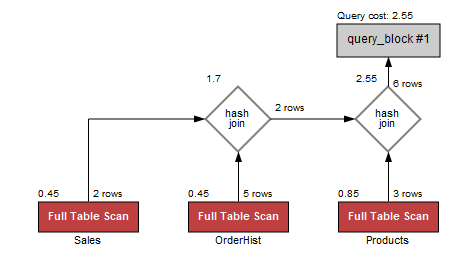 Query cost: 2.55
query_block #1
1.7
2.55
6 rows
hash
join
2 rows
hash
join
0.45
2 rows
0.45
5 rows
0.85
3 rows
Full Table Scan
Full Table Scan
Full Table Scan
Sales
OrderHist
Products